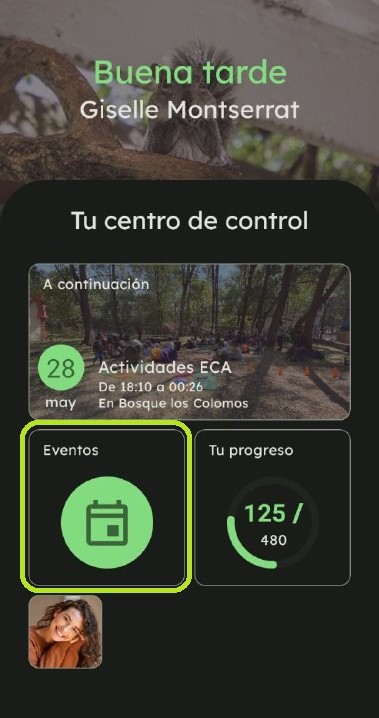 Buena tarde
Giselle Montserrat
Tu centro de control
A continuación
28
may
Actividades ECA
De 18:10 a 00:26
En Bosque los Colomos
Eventos
Tu progreso
125 /
480